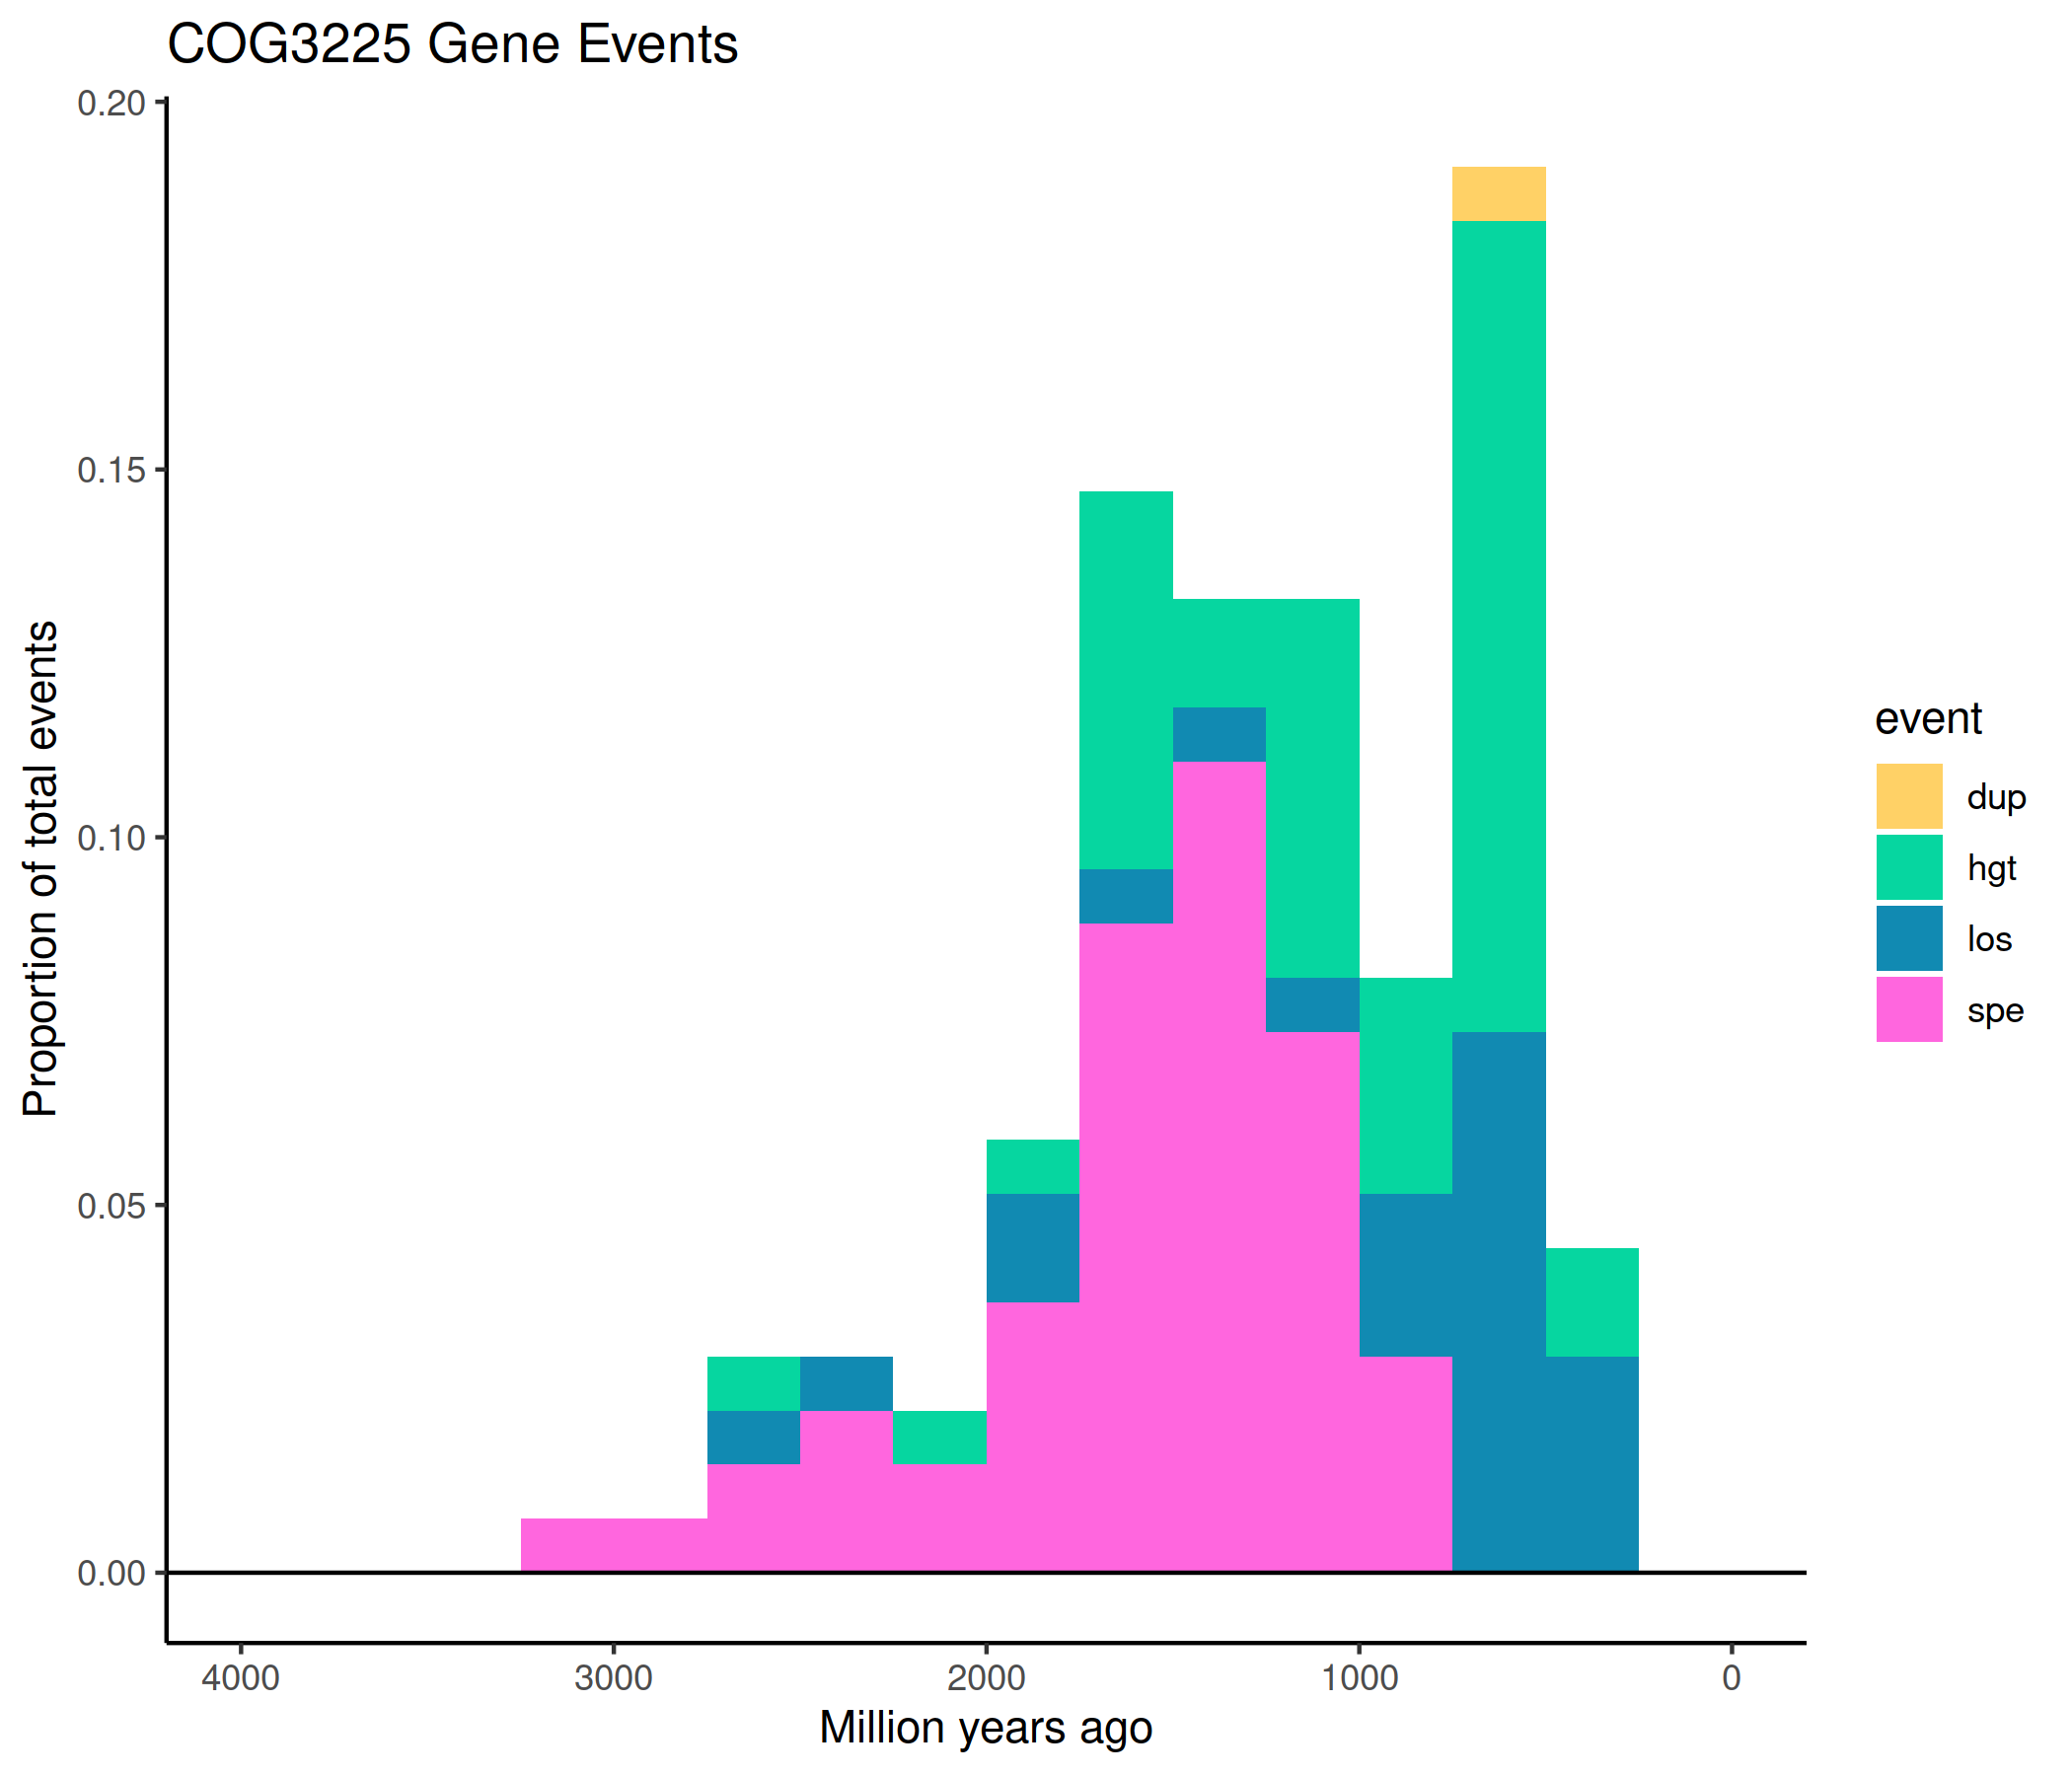 COG3225 Gene Events
0.20
0.15
0.10
0.05
0.00
Proportion of total events
4000 3000 2000 1000 0
Million years ago
event
dup
hgt
los
spe